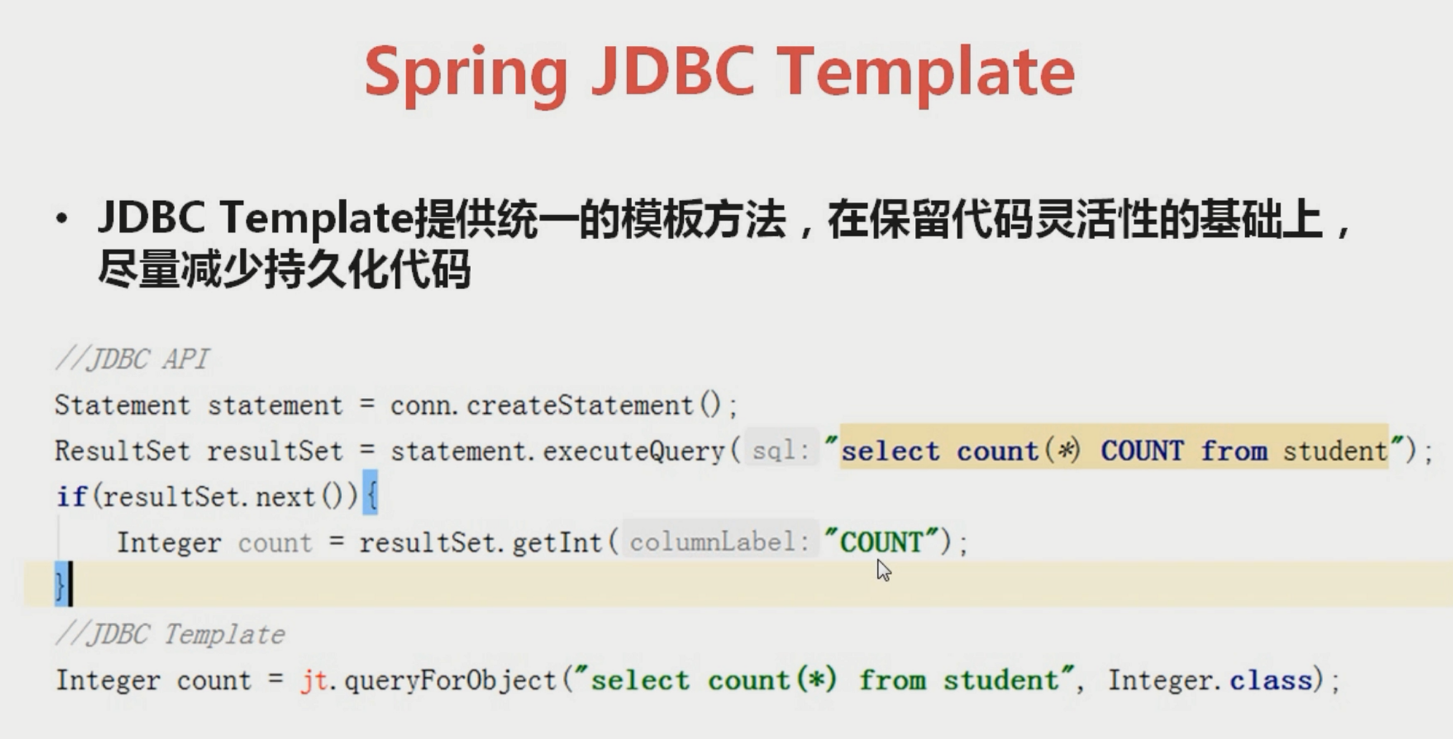 Spring JDBC Template
• JDBC Template提供统一的模板方法，在保留代码灵活性的基础上，
尽量减少持久化代码
//JDBC API
Statement statement = conn.createStatement();
ResultSet resultSet = statement.executeQuery( sql: "select count(*) COUNT from student");
if(resultSet.next()){
    Integer count = resultSet.getInt( columnLabel: "COUNT");
}
//JDBC Template
Integer count = jt.queryForObject("select count(*) from student", Integer.class);